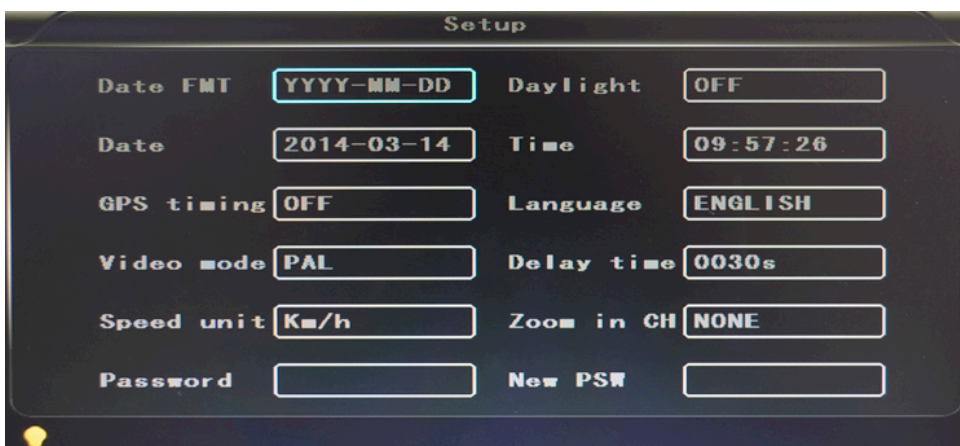 Setup
Date FMT YYYY-MM-DD Daylight OFF
Date 2014-03-14 Time 09:57:26
GPS timing OFF Language ENGLISH
Video mode PAL Delay time 0030s
Speed unit Km/h Zoom in CH NONE
Password New PSW